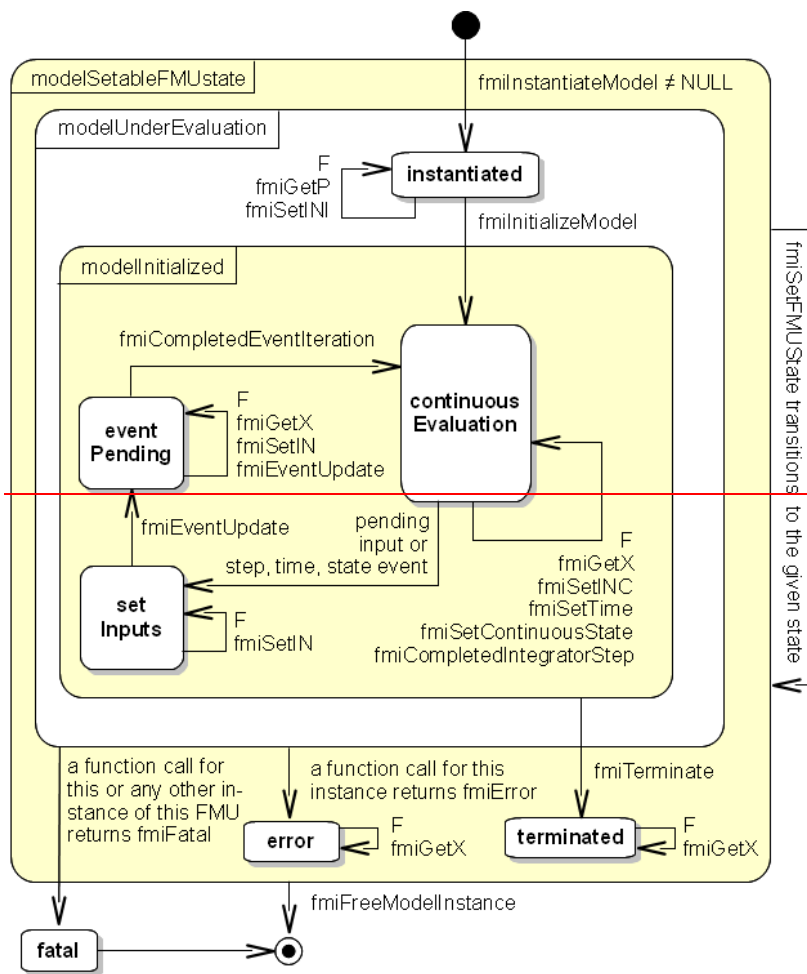 modelSetableFMUstate
fmiInstantiateModel ≠ NULL
modelUnderEvaluation
instantiated
F
fmiGetP
fmiSetINI
fmiInitializeModel
modelInitialized
fmiCompletedEventIteration
continuous
Evaluation
event
Pending
F
fmiGetX
fmiSetIN
fmiEventUpdate
fmiEventUpdate
pending
input or
step, time, state event
F
fmiGetX
fmiSetINC
fmiSetTime
fmiSetContinuousState
fmiCompletedIntegratorStep
set
Inputs
F
fmiSetIN
fmiSetFMUState transitions to the given state
a function call for
this or any other in-
stance of this FMU
returns fmiFatal
a function call for this
instance returns fmiError
fmiTerminate
error
F
fmiGetX
terminated
F
fmiGetX
fmiFreeModelInstance
fatal